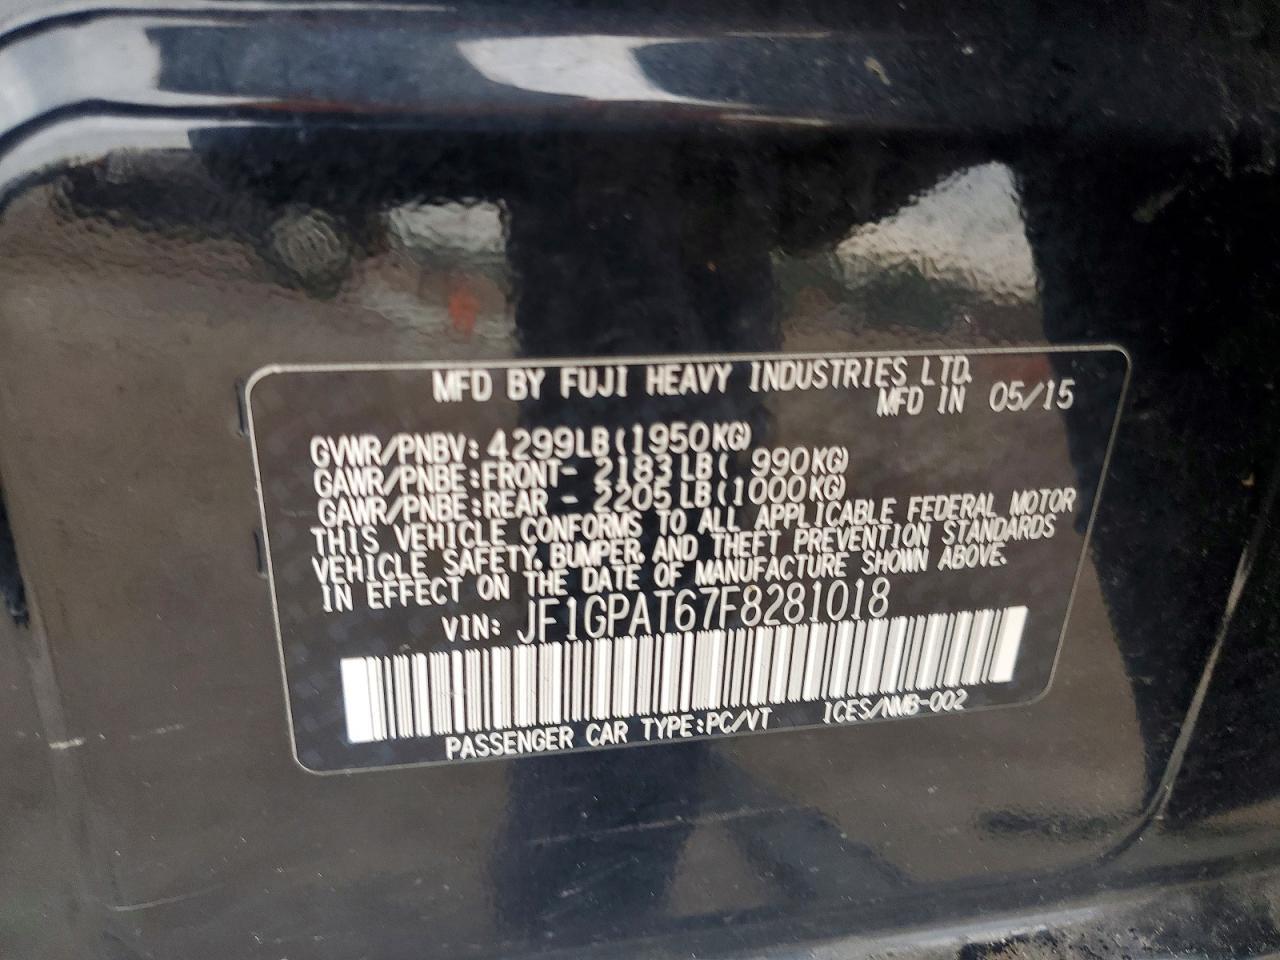 MFD BY FUJI HEAVY INDUSTRIES LTD.
MFD IN 05/15
GVWR/PNBV: 4299LB(1950KG)
GAWR/PNBE:FRONT- 2183LB( 990KG)
GAWR/PNBE:REAR - 2205LB(1000KG)
THIS VEHICLE CONFORMS TO ALL APPLICABLE FEDERAL MOTOR
VEHICLE SAFETY, BUMPER, AND THEFT PREVENTION STANDARDS
IN EFFECT ON THE DATE OF MANUFACTURE SHOWN ABOVE.
VIN: JF1GPAT67F8281018
PASSENGER CAR TYPE:PC/VT ICES/NMB-002